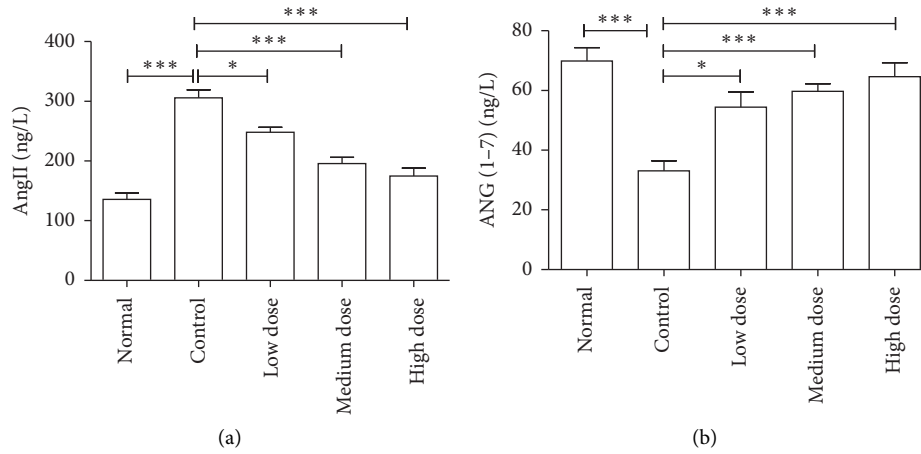 AngII (ng/L)
400
300
200
100
0
***
***
***
*
Normal
Control
Low dose
Medium dose
High dose
(a)
ANG (1–7) (ng/L)
80
60
40
20
0
***
***
***
*
Normal
Control
Low dose
Medium dose
High dose
(b)